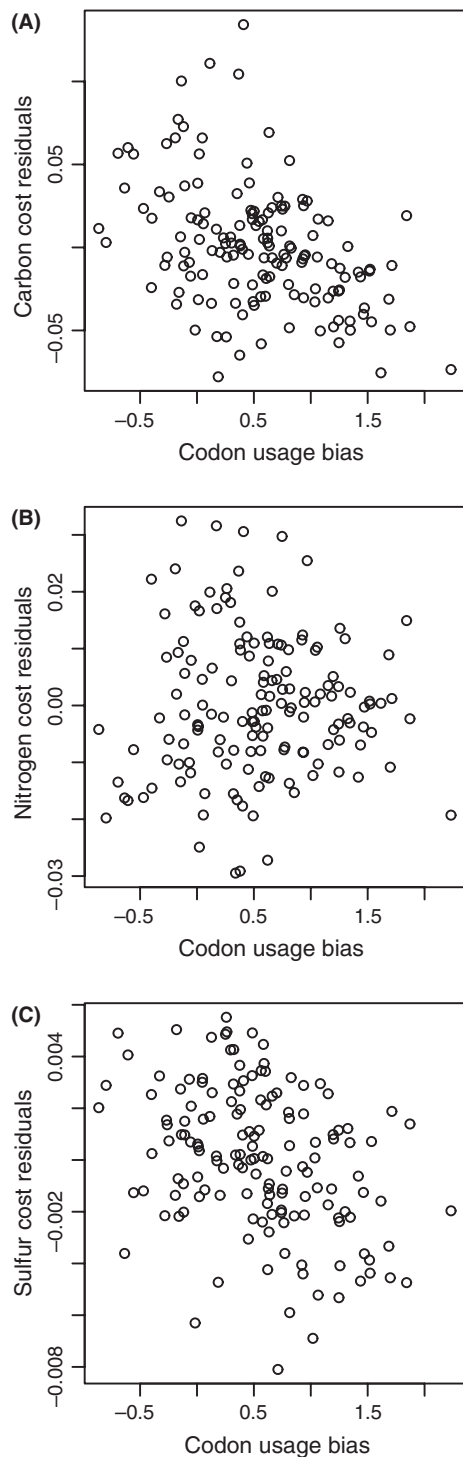 (A)
Carbon cost residuals
0.05
−0.05
−0.5 0.5 1.5
Codon usage bias
(B)
Nitrogen cost residuals
0.02
0.00
−0.03
−0.5 0.5 1.5
Codon usage bias
(C)
Sulfur cost residuals
0.004
−0.002
−0.008
−0.5 0.5 1.5
Codon usage bias